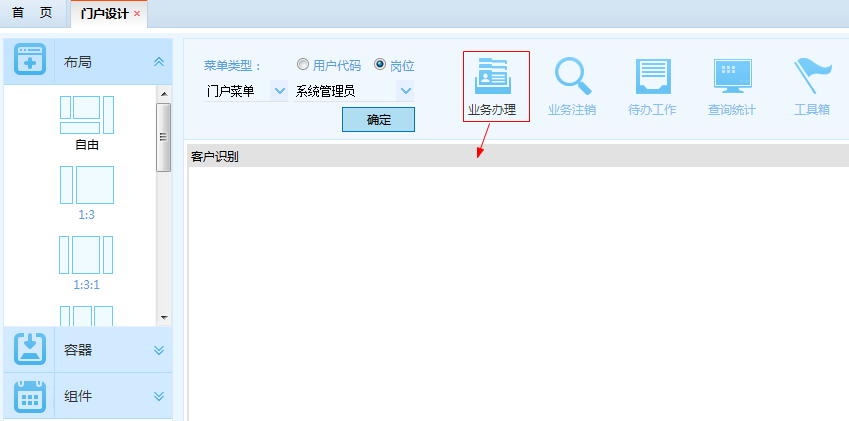 首 页 门户设计 ×
布局
自由
1:3
1:3:1
容器
组件
菜单类型： 用户代码 岗位
门户菜单 系统管理员
确定
业务办理 业务注销 待办工作 查询统计 工具箱
客户识别